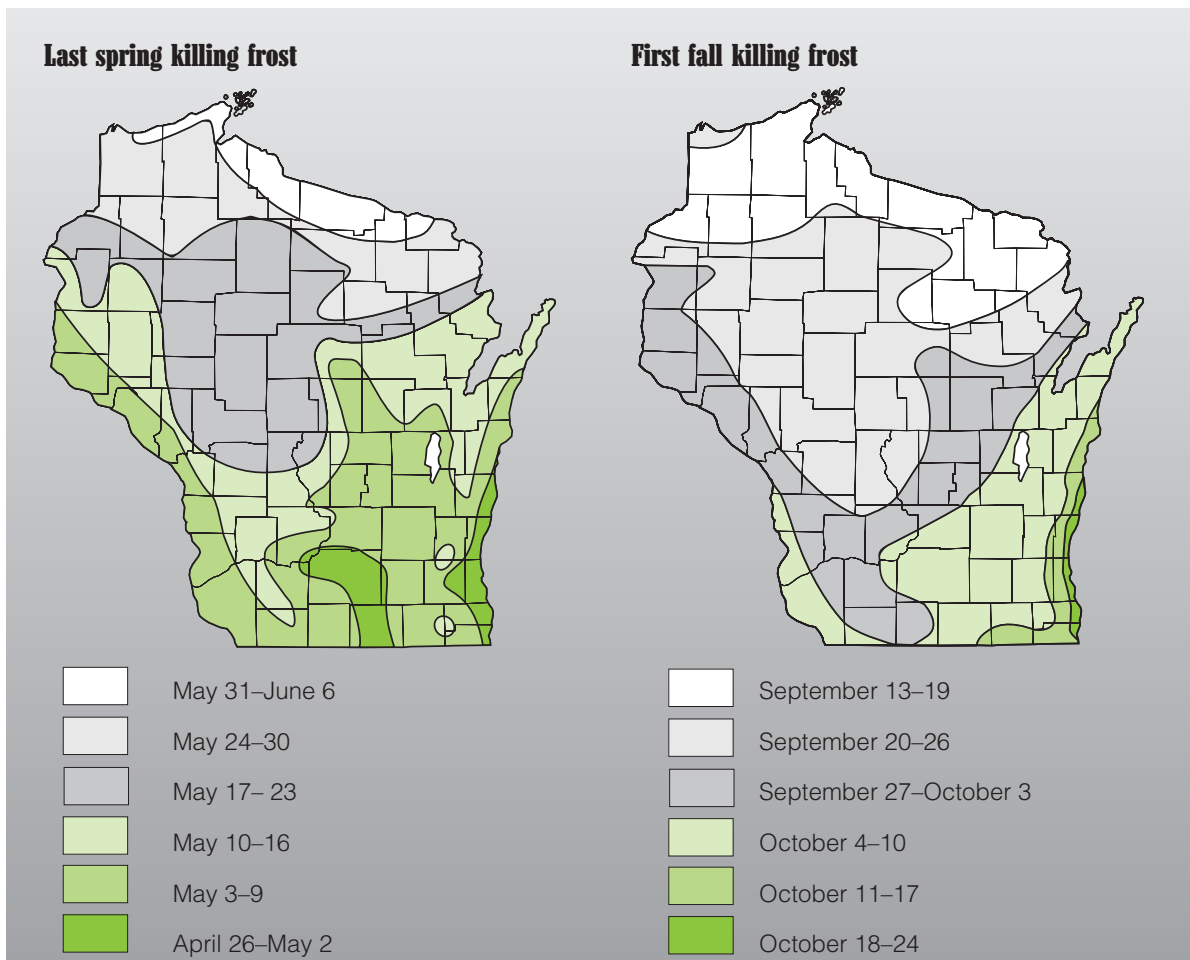 Last spring killing frost
First fall killing frost
May 31–June 6
May 24–30
May 17– 23
May 10–16
May 3–9
April 26–May 2
September 13–19
September 20–26
September 27–October 3
October 4–10
October 11–17
October 18–24